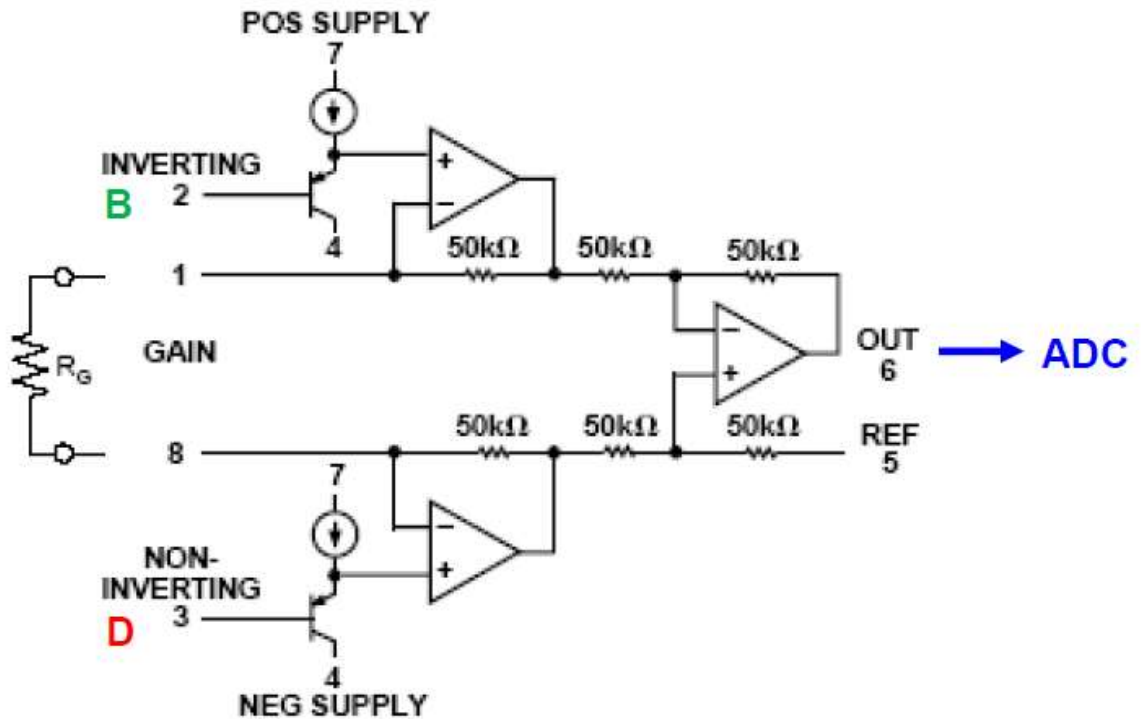 POS SUPPLY
7
INVERTING
B 2
+
−
4
50kΩ 50kΩ 50kΩ
1
−
RG GAIN
OUT
6
ADC
+
50kΩ 50kΩ 50kΩ
8
REF
5
7
−
NON-
INVERTING
+
D 3
4
NEG SUPPLY